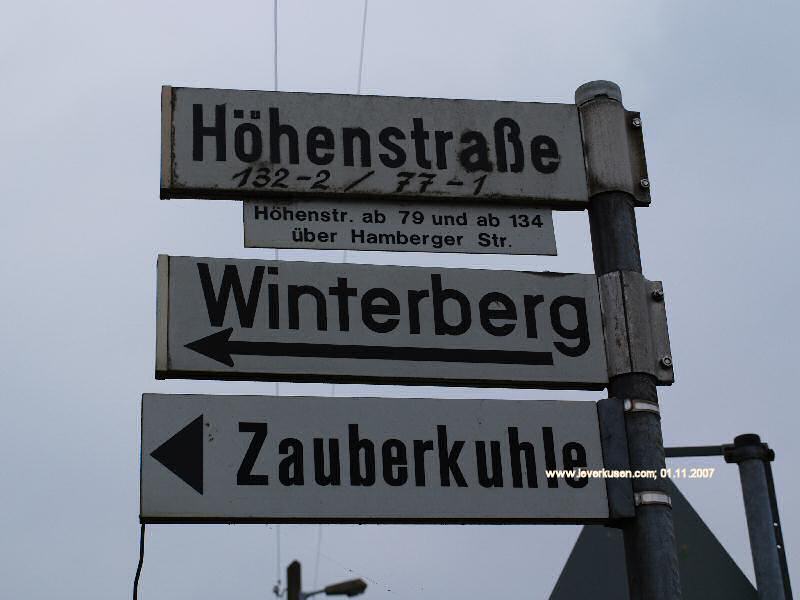 Höhenstraße
132-2 / 77-1
Höhenstr. ab 79 und ab 134
über Hamberger Str.
Winterberg
Zauberkuhle
www.leverkusen.com; 01.11.2007